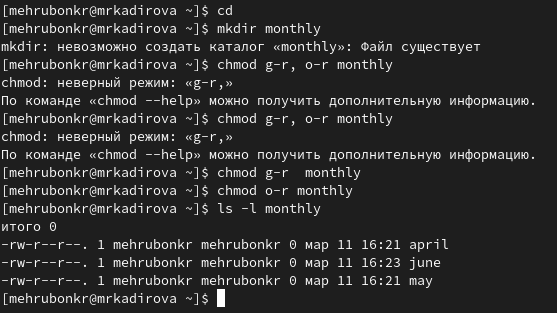 [mehrubonkr@mrkadirova ~]$ cd
[mehrubonkr@mrkadirova ~]$ mkdir monthly
mkdir: невозможно создать каталог «monthly»: Файл существует
[mehrubonkr@mrkadirova ~]$ chmod g-r, o-r monthly
chmod: неверный режим: «g-r,»
По команде «chmod --help» можно получить дополнительную информацию.
[mehrubonkr@mrkadirova ~]$ chmod g-r, o-r monthly
chmod: неверный режим: «g-r,»
По команде «chmod --help» можно получить дополнительную информацию.
[mehrubonkr@mrkadirova ~]$ chmod g-r  monthly
[mehrubonkr@mrkadirova ~]$ chmod o-r monthly
[mehrubonkr@mrkadirova ~]$ ls -l monthly
итого 0
-rw-r--r--. 1 mehrubonkr mehrubonkr 0 мар 11 16:21 april
-rw-r--r--. 1 mehrubonkr mehrubonkr 0 мар 11 16:23 june
-rw-r--r--. 1 mehrubonkr mehrubonkr 0 мар 11 16:21 may
[mehrubonkr@mrkadirova ~]$